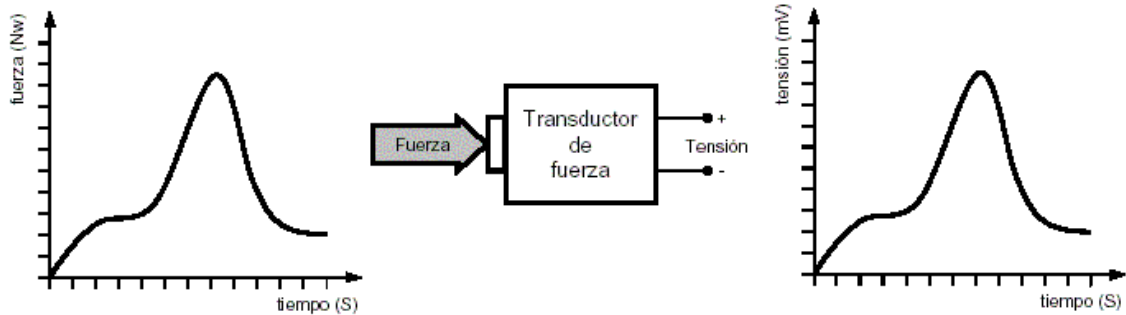 fuerza (Nw)
tiempo (S)
Fuerza
Transductor
de
fuerza
+
Tensión
-
tensión (mV)
tiempo (S)